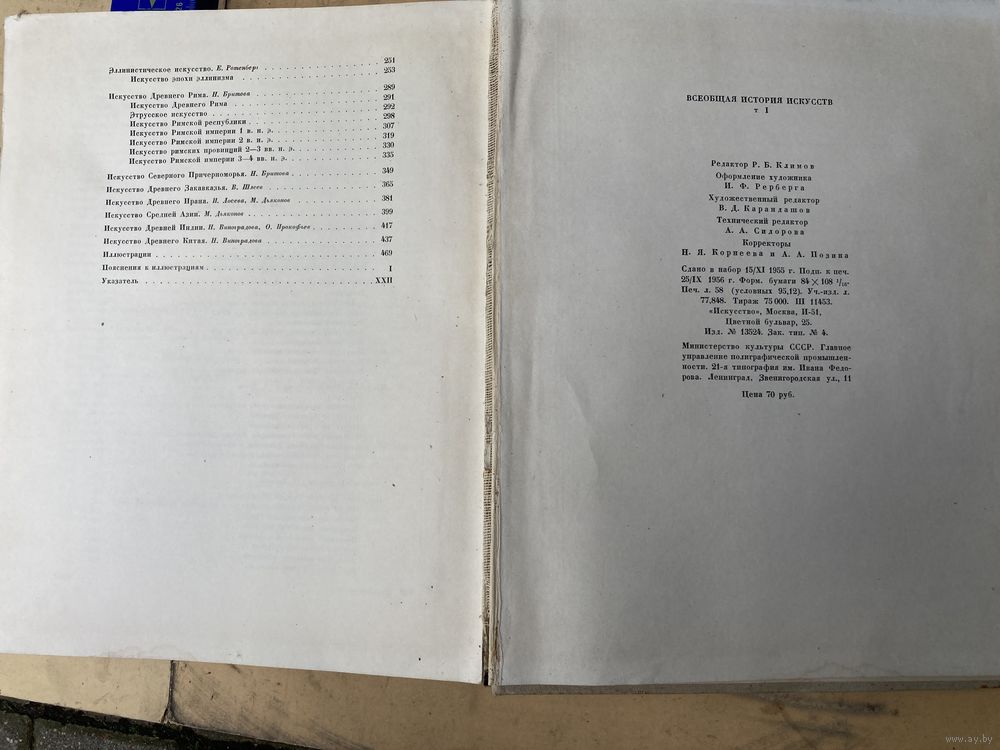 Эллинистическое искусство. Е. Ротенберг . . . . . . . . . . . . . . . 251
Искусство эпохи эллинизма . . . . . . . . . . . . . . . . 253
Искусство Древнего Рима. Н. Бритова . . . . . . . . . . . . . . . . 289
Искусство Древнего Рима . . . . . . . . . . . . . . . . 291
Этрусское искусство . . . . . . . . . . . . . . . . 292
Искусство Римской республики . . . . . . . . . . . . . . . . 298
Искусство Римской империи 1 в. н. э. . . . . . . . . . . . . . . 307
Искусство Римской империи 2 в. н. э. . . . . . . . . . . . . . . 319
Искусство римских провинций 2—3 вв. н. э. . . . . . . . . . . . . 330
Искусство Римской империи 3—4 вв. н. э. . . . . . . . . . . . . . 335
Искусство Северного Причерноморья. Н. Бритова . . . . . . . . . . . . 349
Искусство Древнего Закавказья. В. Шлеев . . . . . . . . . . . . . . . 365
Искусство Древнего Ирана. Н. Лосева, М. Дьяконов . . . . . . . . . . . . 381
Искусство Средней Азии. М. Дьяконов . . . . . . . . . . . . . . . . 399
Искусство Древней Индии. Н. Виноградова, О. Прокофьев . . . . . . . . . 417
Искусство Древнего Китая. Н. Виноградова . . . . . . . . . . . . . . . 437
Иллюстрации . . . . . . . . . . . . . . . . . . . . . . . . 469
Пояснения к иллюстрациям . . . . . . . . . . . . . . . . . . . . I
Указатель . . . . . . . . . . . . . . . . . . . . . . . . XXII
ВСЕОБЩАЯ ИСТОРИЯ ИСКУССТВ
т. I
Редактор Р. Б. Климов
Оформление художника
И. Ф. Рерберга
Художественный редактор
В. Д. Карандашов
Технический редактор
А. А. Сидорова
Корректоры
Н. Я. Корнеева и А. А. Позина
Сдано в набор 15/XI 1955 г. Подп. к печ.
25/IX 1956 г. Форм. бумаги 84×108 1/16.
Печ. л. 58 (условных 95,12). Уч.-изд. л.
77,848. Тираж 75 000. Ш 11453.
«Искусство», Москва, И-51,
Цветной бульвар, 25.
Изд. № 13524. Зак. тип. № 4.
Министерство культуры СССР. Главное
управление полиграфической промышлен-
ности. 21-я типография им. Ивана Федо-
рова. Ленинград, Звенигородская ул., 11
Цена 70 руб.
www.ay.by